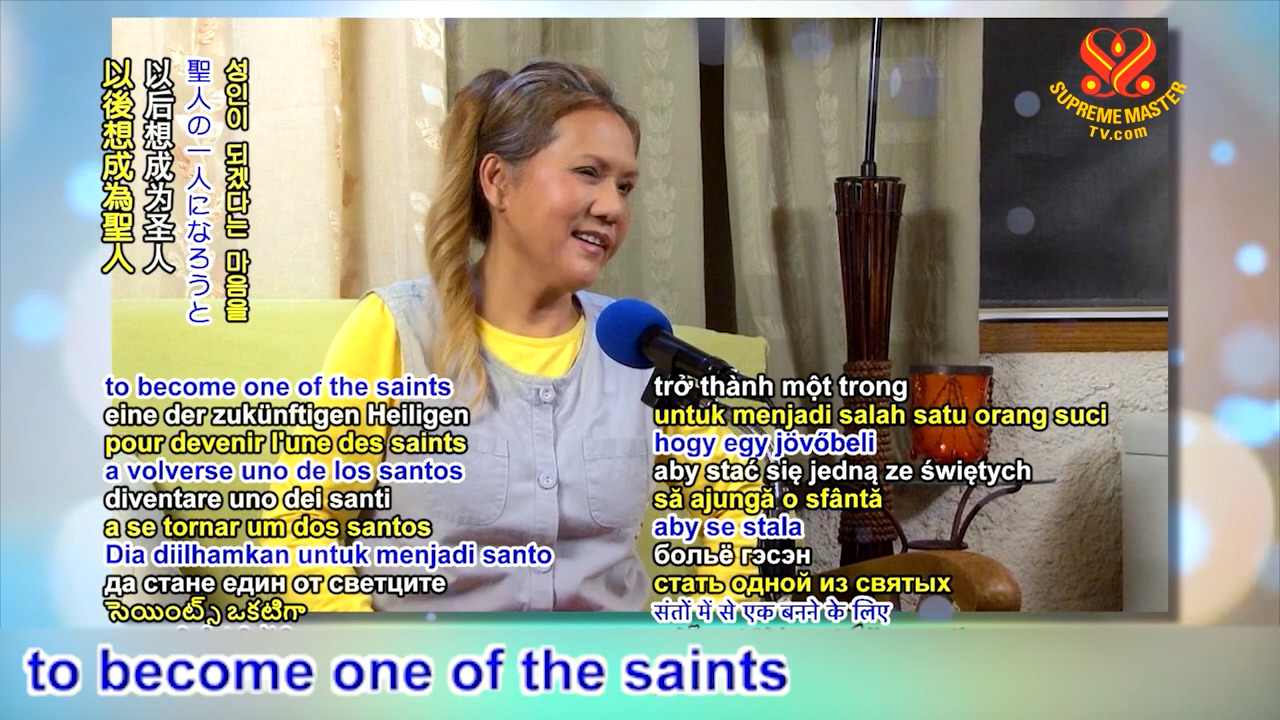 以後想成為聖人
以后想成为圣人
聖人の一人になろうと
성인이 되겠다는 마음을
SUPREME MASTER
TV.com
to become one of the saints
eine der zukünftigen Heiligen
pour devenir l'une des saints
a volverse uno de los santos
diventare uno dei santi
a se tornar um dos santos
Dia diilhamkan untuk menjadi santo
да стане един от светците
సెయింట్స్ ఒకటిగా
trở thành một trong
untuk menjadi salah satu orang suci
hogy egy jövőbeli
aby stać się jedną ze świętych
să ajungă o sfântă
aby se stala
больё гэсэн
стать одной из святых
संतों में से एक बनने के लिए
to become one of the saints